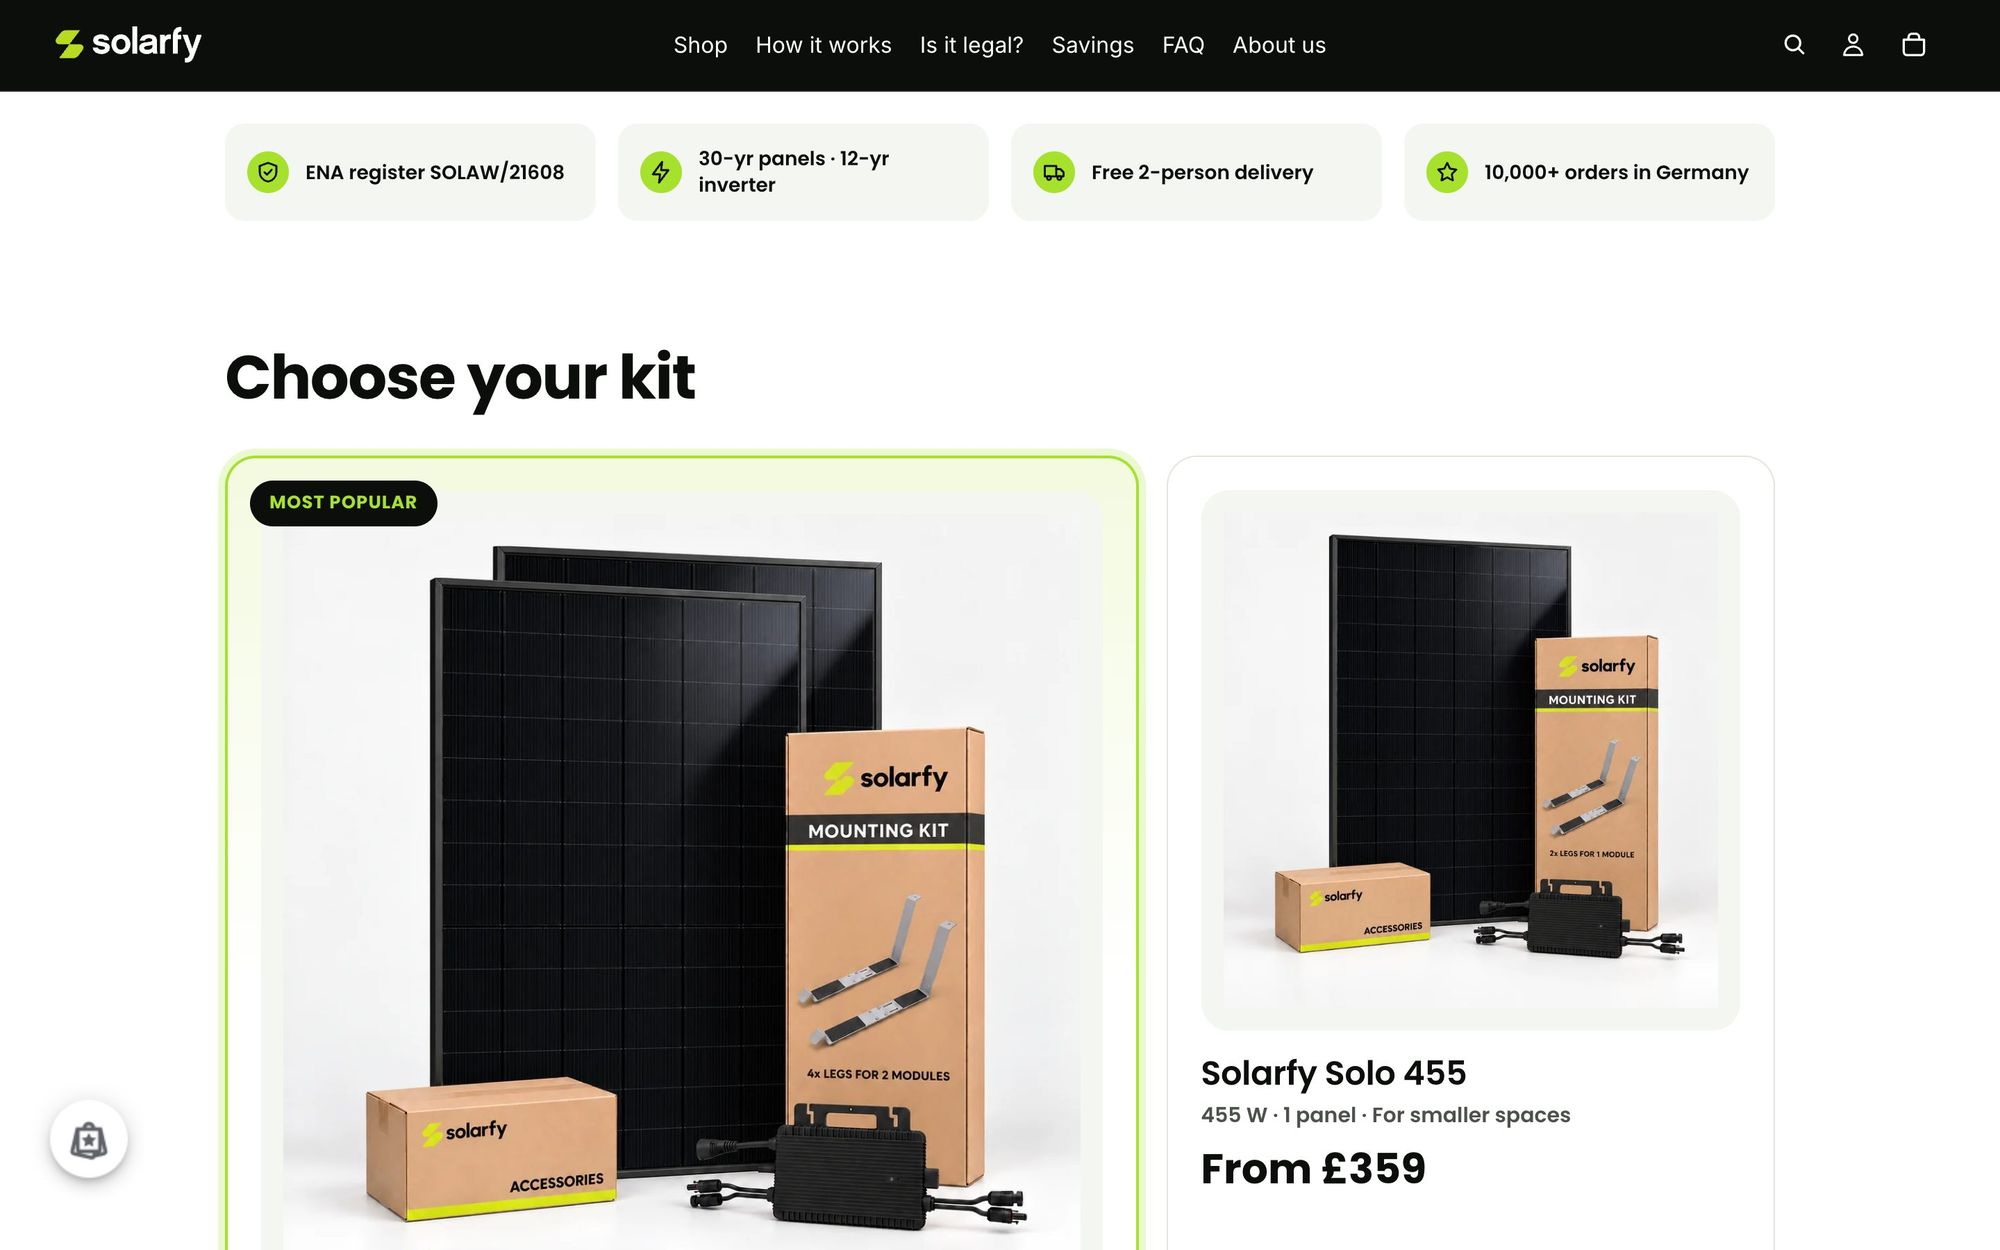 solarfy
Shop How it works Is it legal? Savings FAQ About us
ENA register SOLAW/21608
30-yr panels · 12-yr
inverter
Free 2-person delivery
10,000+ orders in Germany
Choose your kit
MOST POPULAR
solarfy
MOUNTING KIT
4x LEGS FOR 2 MODULES
solarfy
ACCESSORIES
solarfy
MOUNTING KIT
2x LEGS FOR 1 MODULE
solarfy
ACCESSORIES
Solarfy Solo 455
455 W · 1 panel · For smaller spaces
From £359